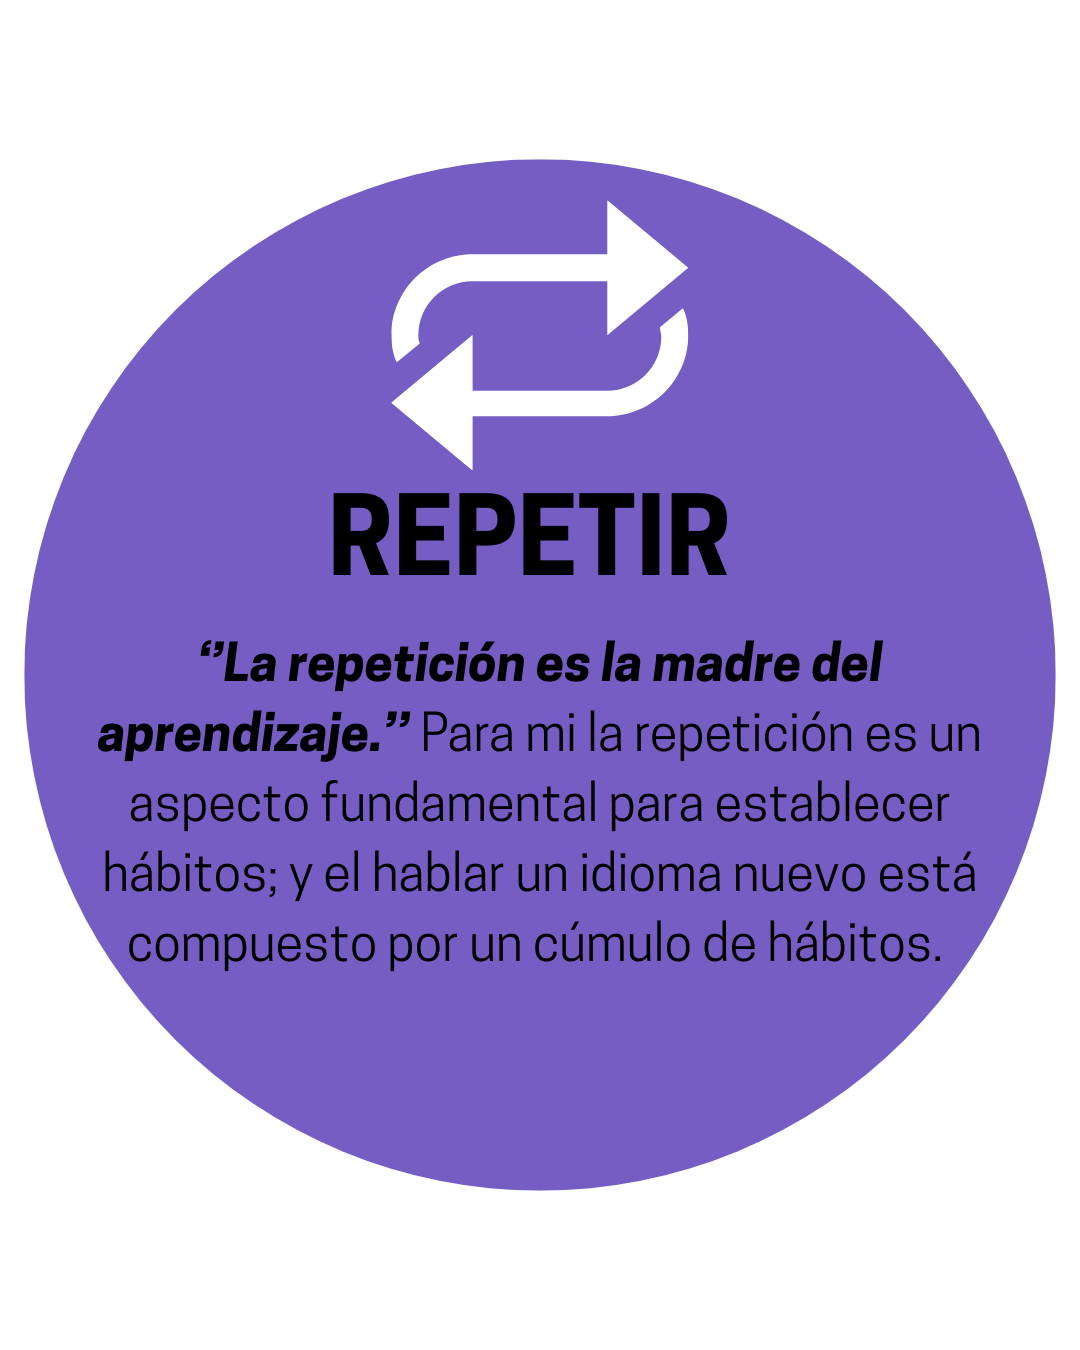 REPETIR
‘’La repetición es la madre del
aprendizaje.’’ Para mi la repetición es un
aspecto fundamental para establecer
hábitos; y el hablar un idioma nuevo está
compuesto por un cúmulo de hábitos.